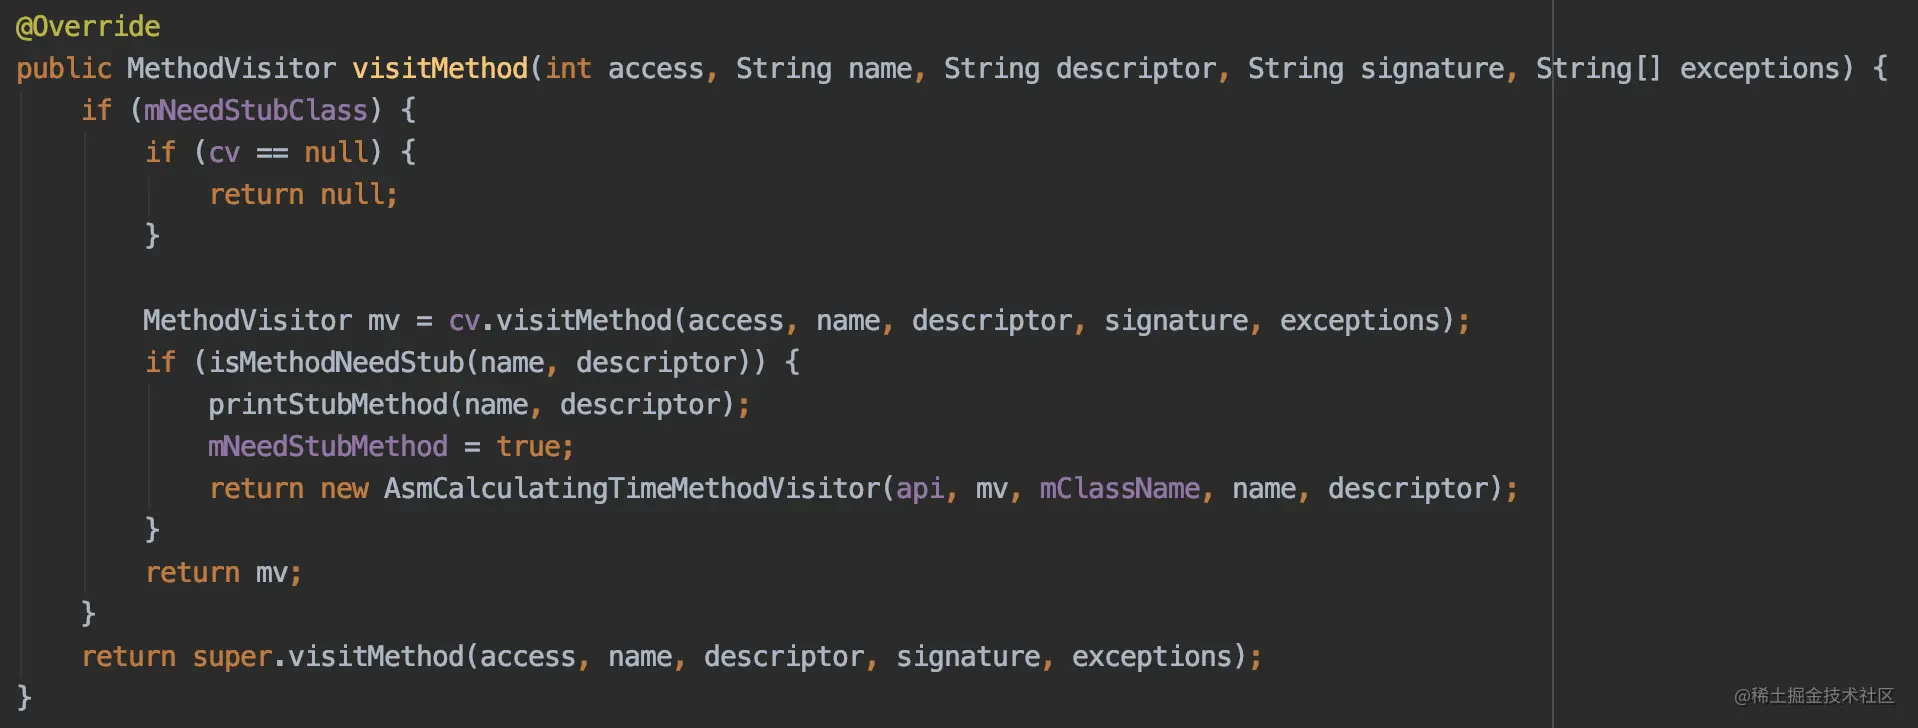 @Override
public MethodVisitor visitMethod(int access, String name, String descriptor, String signature, String[] exceptions) {
    if (mNeedStubClass) {
        if (cv == null) {
            return null;
        }

        MethodVisitor mv = cv.visitMethod(access, name, descriptor, signature, exceptions);
        if (isMethodNeedStub(name, descriptor)) {
            printStubMethod(name, descriptor);
            mNeedStubMethod = true;
            return new AsmCalculatingTimeMethodVisitor(api, mv, mClassName, name, descriptor);
        }
        return mv;
    }
    return super.visitMethod(access, name, descriptor, signature, exceptions);
}
@稀土掘金技术社区